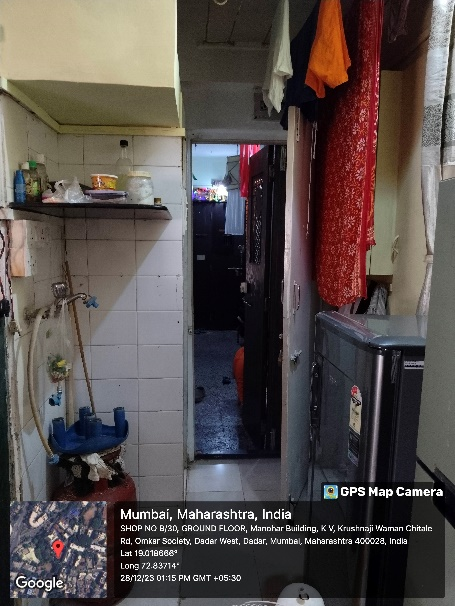 GPS Map Camera
Mumbai, Maharashtra, India
SHOP NO B/30, GROUND FLOOR, Manohar Building, K V, Krushnaji Waman Chitale
Rd, Omkar Society, Dadar West, Dadar, Mumbai, Maharashtra 400028, India
Lat 19.018666°
Long 72.83714°
28/12/23 01:15 PM GMT +05:30
Google